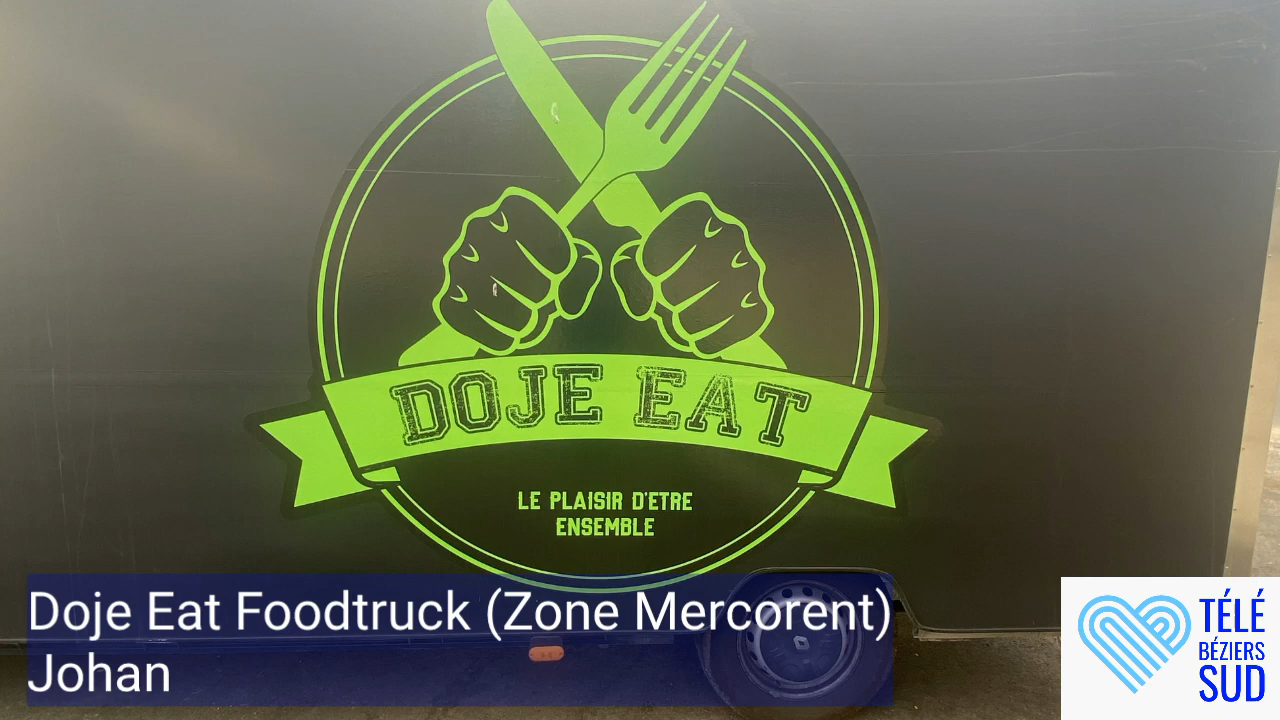 DOJE EAT
LE PLAISIR D'ETRE
ENSEMBLE
Doje Eat Foodtruck (Zone Mercorent)
Johan
TÉLÉ
BÉZIERS
SUD